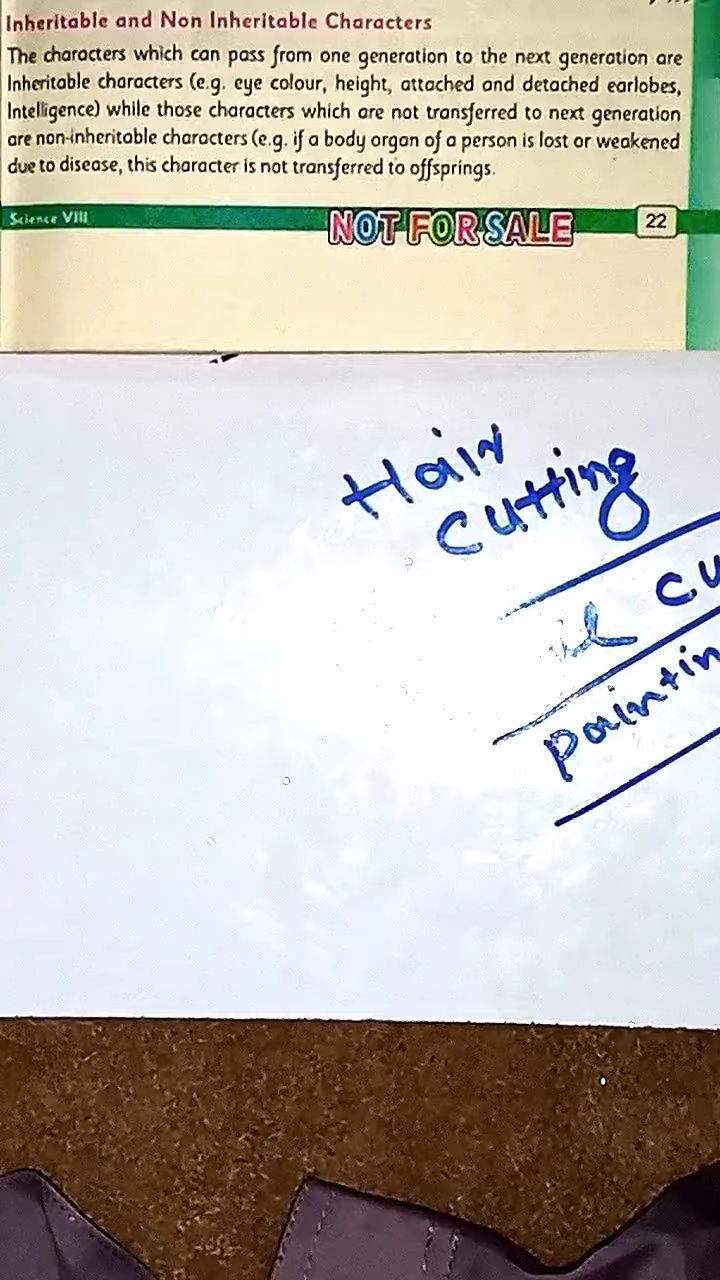 Inheritable and Non Inheritable Characters
The characters which can pass from one generation to the next generation are
Inheritable characters (e.g. eye colour, height, attached and detached earlobes,
Intelligence) while those characters which are not transferred to next generation
are non-inheritable characters (e.g. if a body organ of a person is lost or weakened
due to disease, this character is not transferred to offsprings.
Science VIII NOT FOR SALE 22
Hair
cutting
cu
paintin